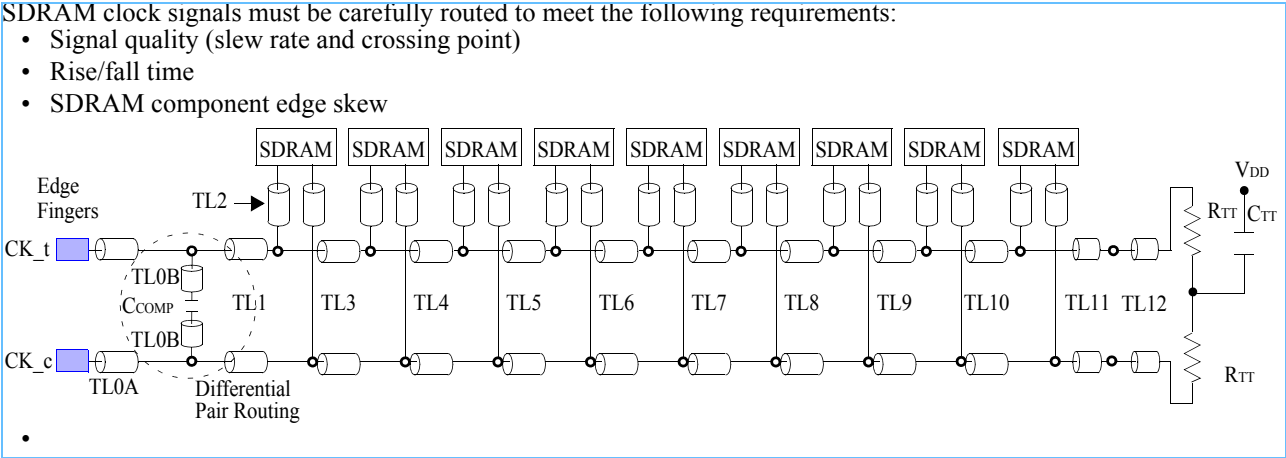 SDRAM clock signals must be carefully routed to meet the following requirements:
• Signal quality (slew rate and crossing point)
• Rise/fall time
• SDRAM component edge skew
SDRAM SDRAM SDRAM SDRAM SDRAM SDRAM SDRAM SDRAM SDRAM
Edge
Fingers
TL2
VDD
RTT CTT
CK_t
TL0B
CCOMP
TL1 TL3 TL4 TL5 TL6 TL7 TL8 TL9 TL10 TL11 TL12
TL0B
CK_c
TL0A
Differential
Pair Routing
RTT
•